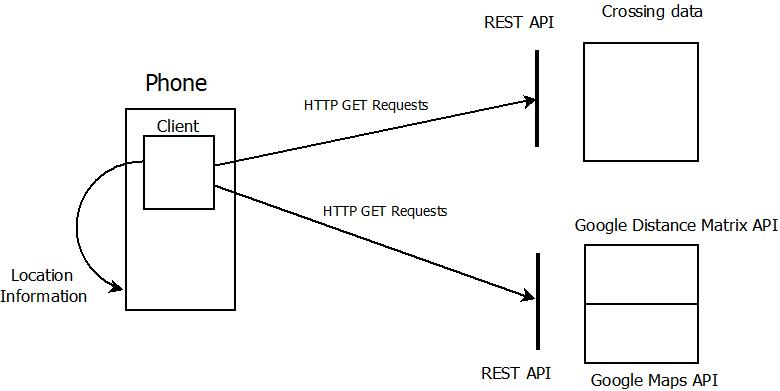 Crossing data
REST API
Phone
HTTP GET Requests
Client
HTTP GET Requests
Google Distance Matrix API
Location
Information
REST API
Google Maps API